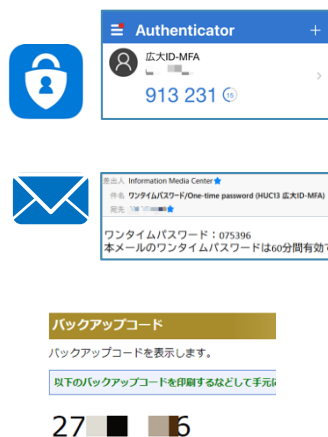 Authenticator
広大ID-MFA
913 231
15
差出人 Information Media Center
件名 ワンタイムパスワード/One-time password (HUC13 広大ID-MFA)
宛先
ワンタイムパスワード：075396
本メールのワンタイムパスワードは60分間有効で
バックアップコード
バックアップコードを表示します。
以下のバックアップコードを印刷するなどして手元に
27 6